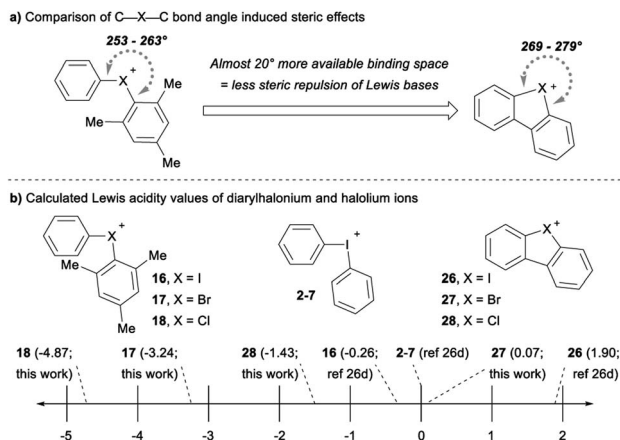 a) Comparison of C—X—C bond angle induced steric effects
253 - 263°
X
+
Me
Me
Me
Almost 20° more available binding space
= less steric repulsion of Lewis bases
269 - 279°
X
+
b) Calculated Lewis acidity values of diarylhalonium and halolium ions
X
+
Me
Me
Me
16, X = I
17, X = Br
18, X = Cl
I
+
2-7
X
+
26, X = I
27, X = Br
28, X = Cl
18 (-4.87; 17 (-3.24; 28 (-1.43; 16 (-0.26; 2-7 (ref 26d) 27 (0.07; 26 (1.90;
this work) this work) this work) ref 26d) this work) ref 26d)
-5 -4 -3 -2 -1 0 1 2